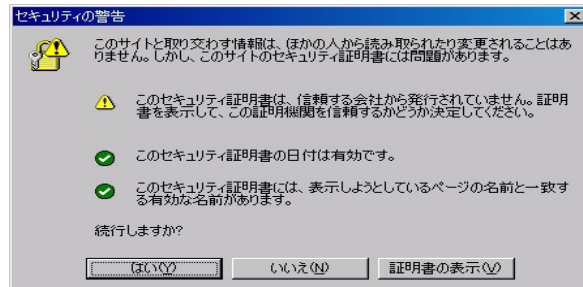 セキュリティの警告
このサイトと取り交わす情報は、ほかの人から読み取られたり変更されることはあ
りません。しかし、このサイトのセキュリティ証明書には問題があります。
このセキュリティ証明書は、信頼する会社から発行されていません。証明
書を表示して、この証明機関を信頼するかどうか決定してください。
このセキュリティ証明書の日付は有効です。
このセキュリティ証明書には、表示しようとしているページの名前と一致す
る有効な名前があります。
続行しますか?
はい(Y) いいえ(N) 証明書の表示(V)